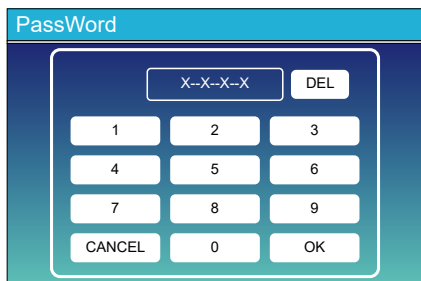 PassWord
X--X--X--X DEL
1 2 3
4 5 6
7 8 9
CANCEL 0 OK